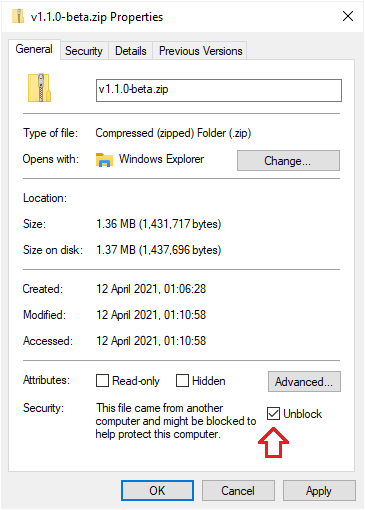 v1.1.0-beta.zip Properties
General Security Details Previous Versions
v1.1.0-beta.zip
Type of file: Compressed (zipped) Folder (.zip)
Opens with: Windows Explorer Change...
Location:
Size: 1.36 MB (1,431,717 bytes)
Size on disk: 1.37 MB (1,437,696 bytes)
Created: 12 April 2021, 01:06:28
Modified: 12 April 2021, 01:10:58
Accessed: 12 April 2021, 01:10:58
Attributes: Read-only Hidden Advanced...
Security: This file came from another Unblock
computer and might be blocked to
help protect this computer.
OK Cancel Apply